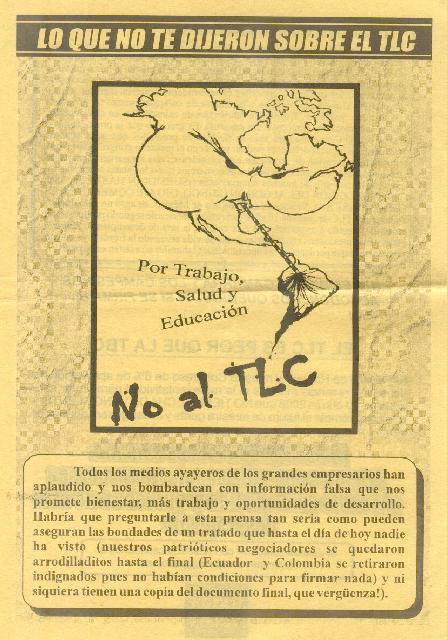 LO QUE NO TE DIJERON SOBRE EL TLC
Por Trabajo,
Salud y
Educación
No al TLC
Todos los medios ayayeros de los grandes empresarios han
aplaudido y nos bombardean con información falsa que nos
promete bienestar, más trabajo y oportunidades de desarrollo.
Habría que preguntarle a esta prensa tan seria como pueden
aseguran las bondades de un tratado que hasta el día de hoy nadie
ha visto (nuestros patrióticos negociadores se quedaron
arrodilladitos hasta el final (Ecuador y Colombia se retiraron
indignados pues no habían condiciones para firmar nada) y ni
siquiera tienen una copia del documento final, que vergüenza!).